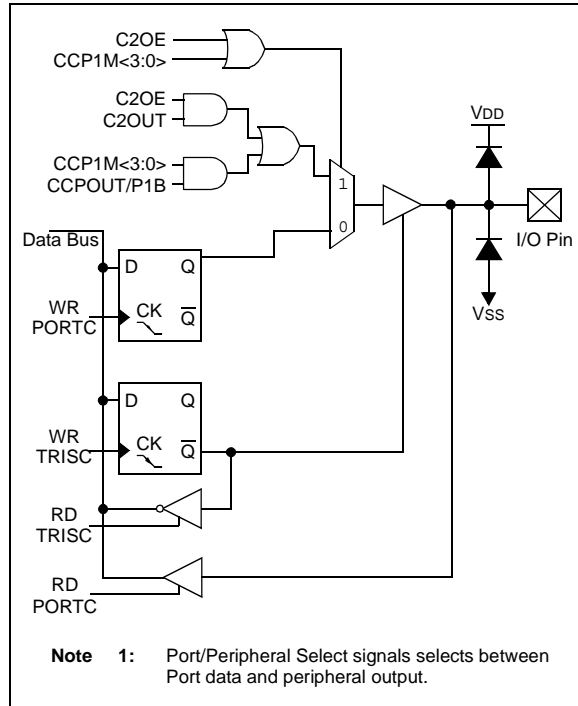 C2OE
CCP1M<3:0>
C2OE
C2OUT
CCP1M<3:0>
CCPOUT/P1B
VDD
1
0
I/O Pin
VSS
Data Bus
D Q
WR
PORTC
CK Q
D Q
WR
TRISC
CK Q
RD
TRISC
RD
PORTC
Note 1: Port/Peripheral Select signals selects between
Port data and peripheral output.